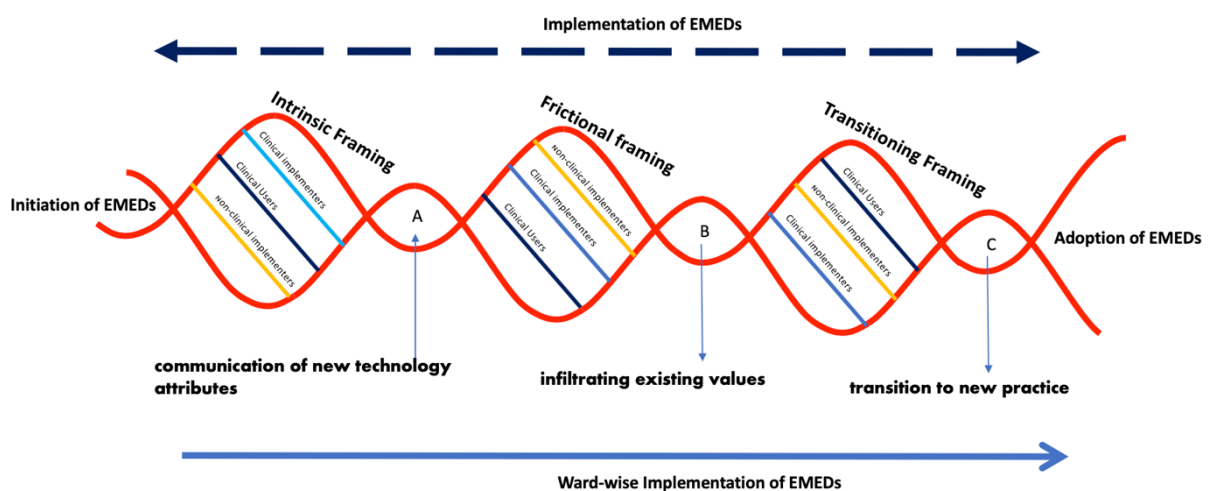 Implementation of EMEDs
Intrinsic Framing
Frictional framing
Transitioning Framing
Clinical implementers
Clinical Users
non-clinical implementers
non-clinical implementers
Clinical implementers
Clinical Users
Clinical Users
non-clinical implementers
Clinical implementers
Initiation of EMEDs
A
B
C
Adoption of EMEDs
communication of new technology
attributes
infiltrating existing values
transition to new practice
Ward-wise Implementation of EMEDs